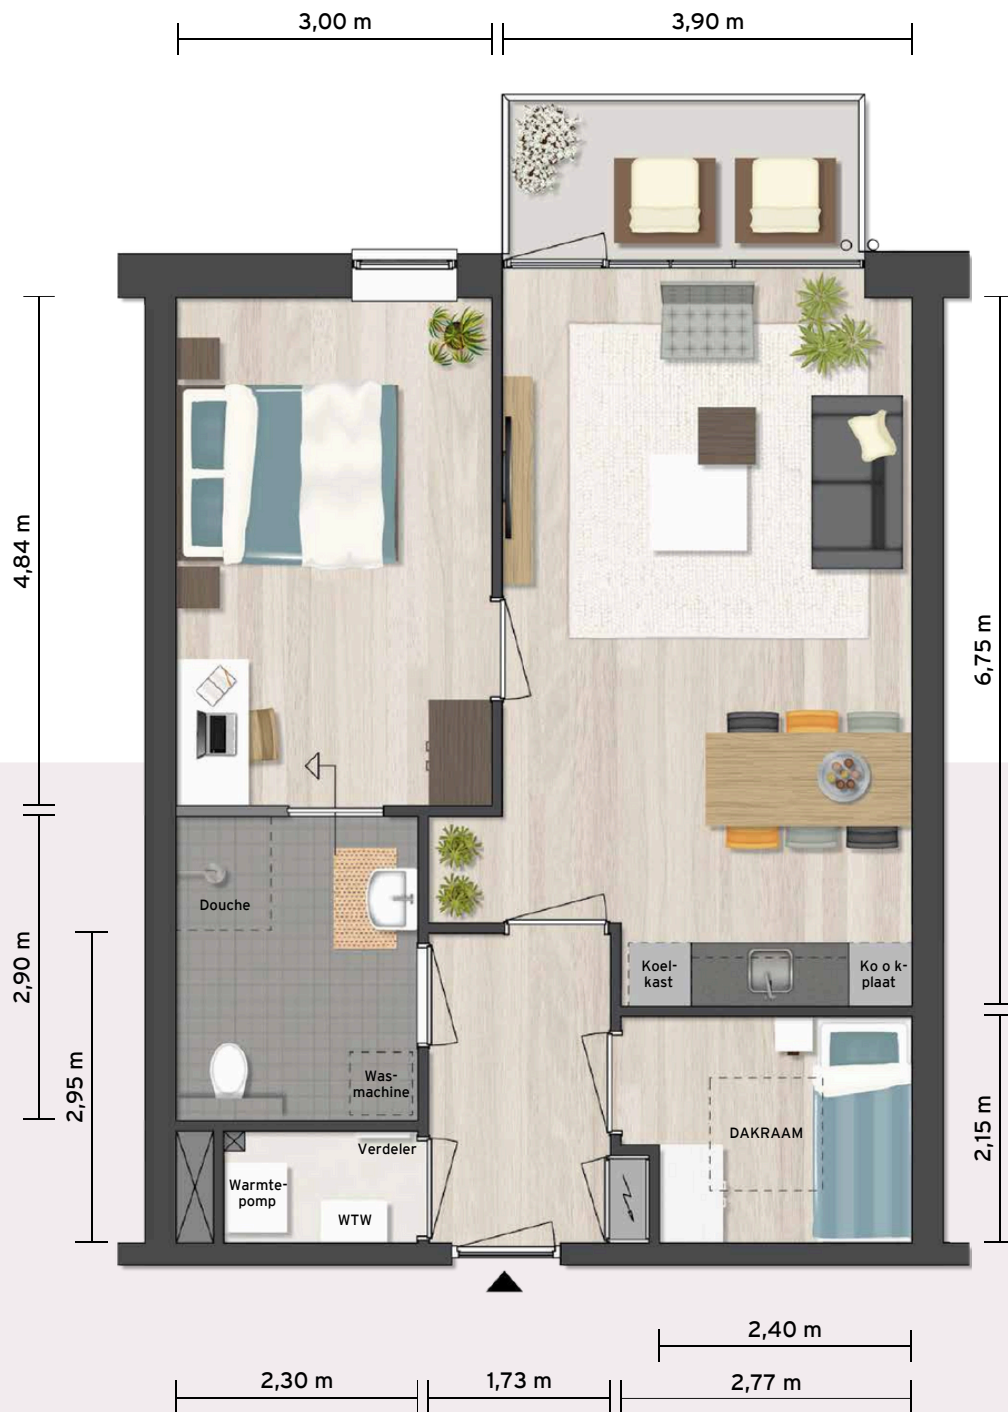 3,00 m
3,90 m
4,84 m
6,75 m
Douche
Koel-
kast
Ko o k-
plaat
2,90 m
2,95 m
Was-
machine
DAKRAAM
2,15 m
Verdeler
Warmte-
pomp
WTW
2,40 m
2,30 m
1,73 m
2,77 m